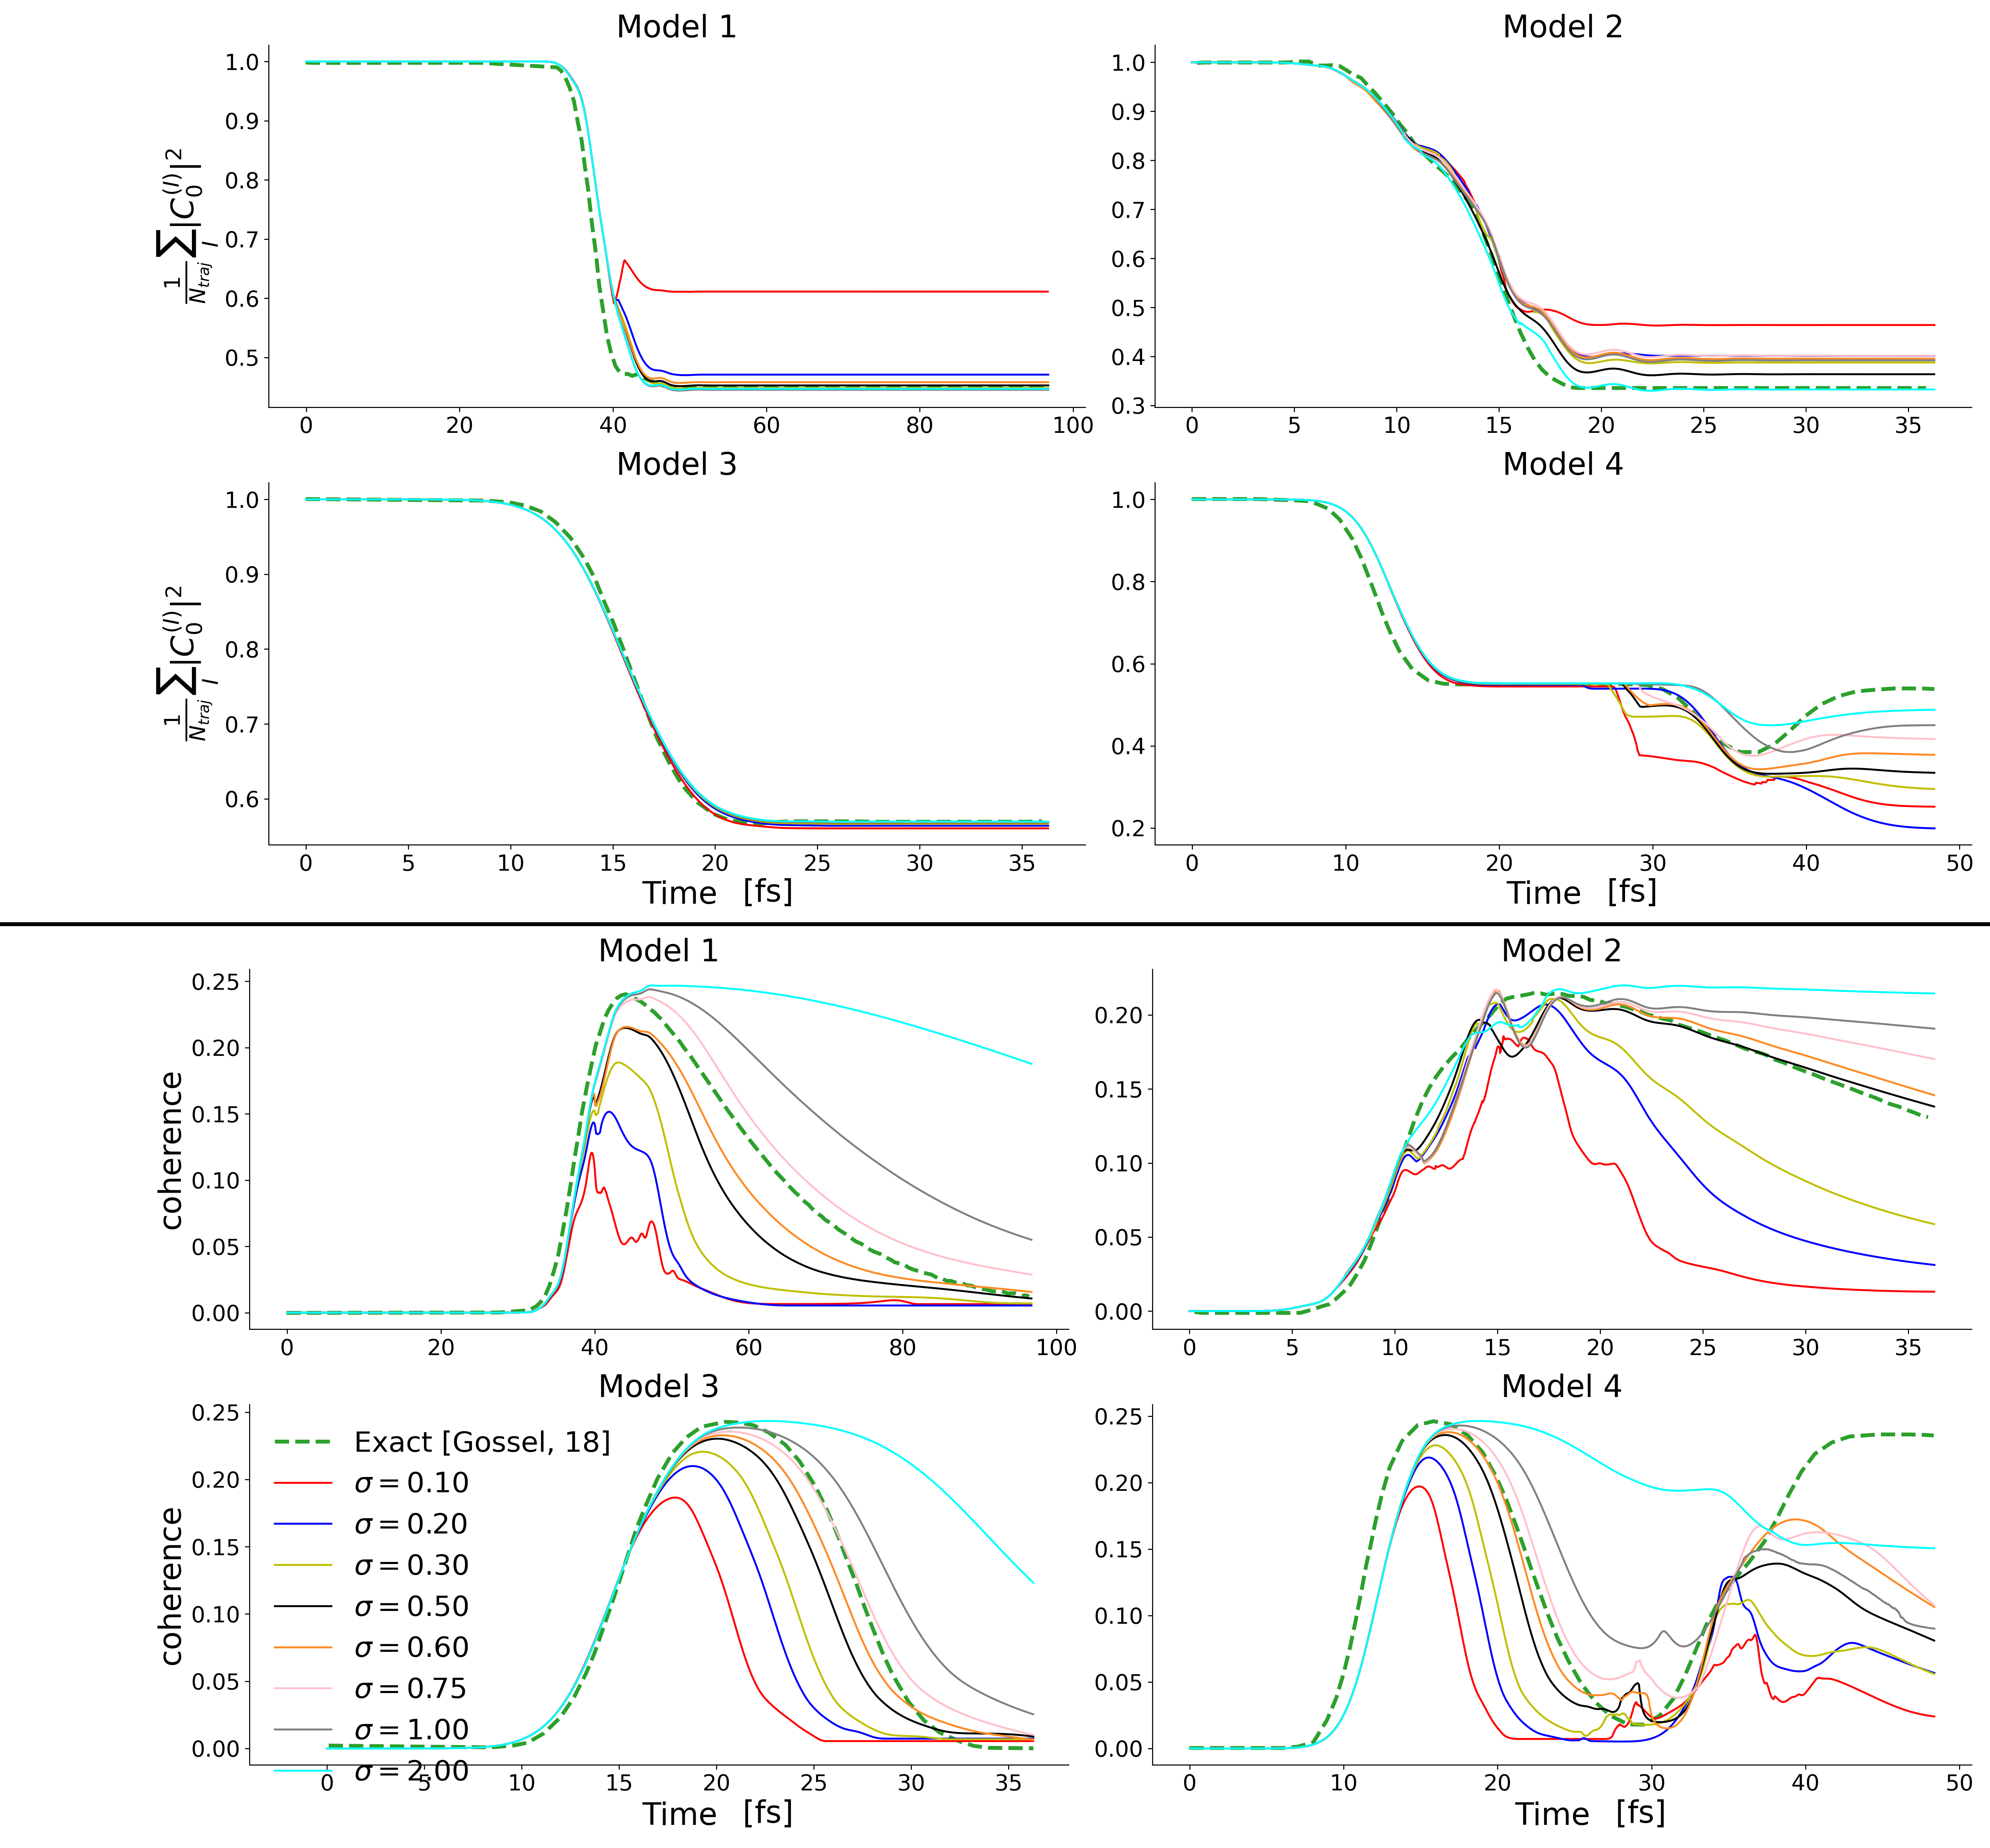 Model 1
Model 2
1.0
0.9
0.8
0.7
0.6
0.5
0 20 40 60 80 100
1.0
0.9
0.8
0.7
0.6
0.5
0.4
0.3
0 5 10 15 20 25 30 35
\frac{1}{N_{traj}} \sum_I |C_0^{(I)}|^2
Model 3
Model 4
1.0
0.9
0.8
0.7
0.6
0 5 10 15 20 25 30 35
1.0
0.8
0.6
0.4
0.2
0 10 20 30 40 50
\frac{1}{N_{traj}} \sum_I |C_0^{(I)}|^2
Time [fs]
Time [fs]
Model 1
Model 2
0.25
0.20
0.15
0.10
0.05
0.00
0 20 40 60 80 100
0.20
0.15
0.10
0.05
0.00
0 5 10 15 20 25 30 35
coherence
Model 3
Model 4
0.25
0.20
0.15
0.10
0.05
0.00
0 5 10 15 20 25 30 35
0.25
0.20
0.15
0.10
0.05
0.00
0 10 20 30 40 50
coherence
Exact [Gossel, 18]
σ = 0.10
σ = 0.20
σ = 0.30
σ = 0.50
σ = 0.60
σ = 0.75
σ = 1.00
σ = 2.00
Time [fs]
Time [fs]